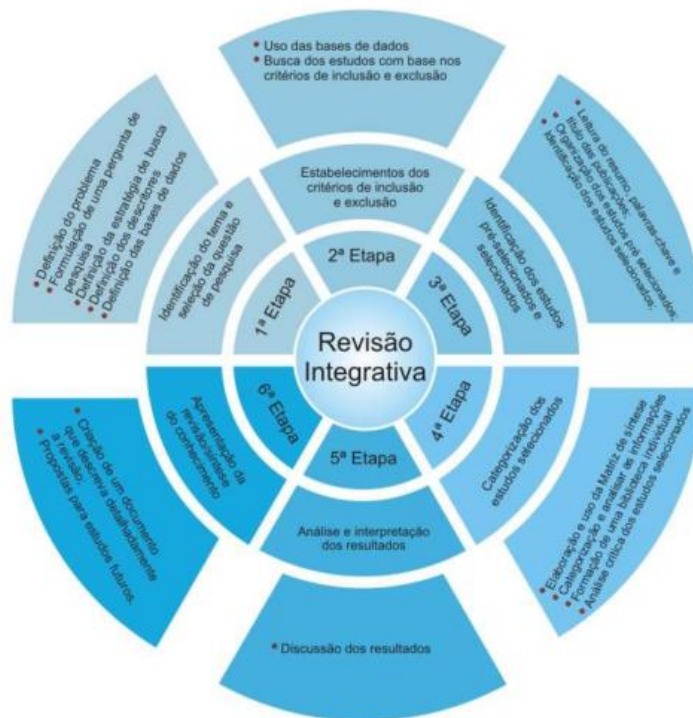 Revisão
Integrativa
1ª Etapa
Identificação do tema e
seleção da questão
de pesquisa
Definição do problema
Formulação de uma pergunta de
pesquisa
Definição da estratégia de busca
Definição dos descritores
Definição das bases de dados
2ª Etapa
Estabelecimentos dos
critérios de inclusão
e exclusão
Uso das bases de dados
Busca dos estudos com base nos
critérios de inclusão e exclusão
3ª Etapa
Identificação dos estudos
pré-selecionados e
selecionados
Leitura do resumo, palavras-chave e
título das publicações;
Organização dos estudos pré selecionados;
Identificação dos estudos selecionados;
4ª Etapa
Categorização dos
estudos selecionados
Elaboração e uso da Matriz de síntese
Categorização e analisar as informações
Formação de uma biblioteca individual
Análise crítica dos estudos selecionados
5ª Etapa
Análise e interpretação
dos resultados
Discussão dos resultados
6ª Etapa
Apresentação da
revisão/síntese
do conhecimento
Criação de um documento
que descreva detalhadamente
a revisão,
Propostas para estudos futuros.